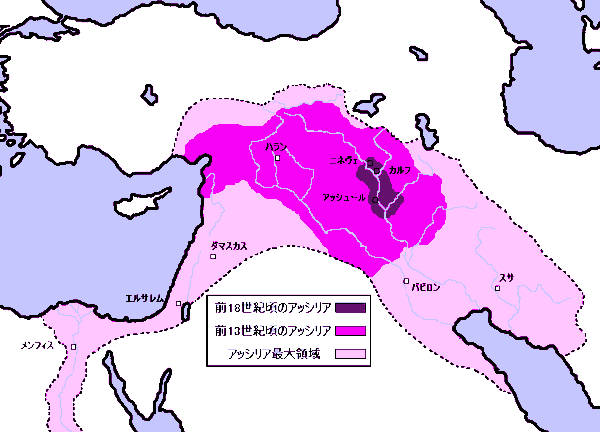 ハラン
ニネヴェ
カルフ
アッシュール
ダマスカス
エルサレム
バビロン
スサ
メンフィス
前18世紀頃のアッシリア
前13世紀頃のアッシリア
アッシリア最大領域